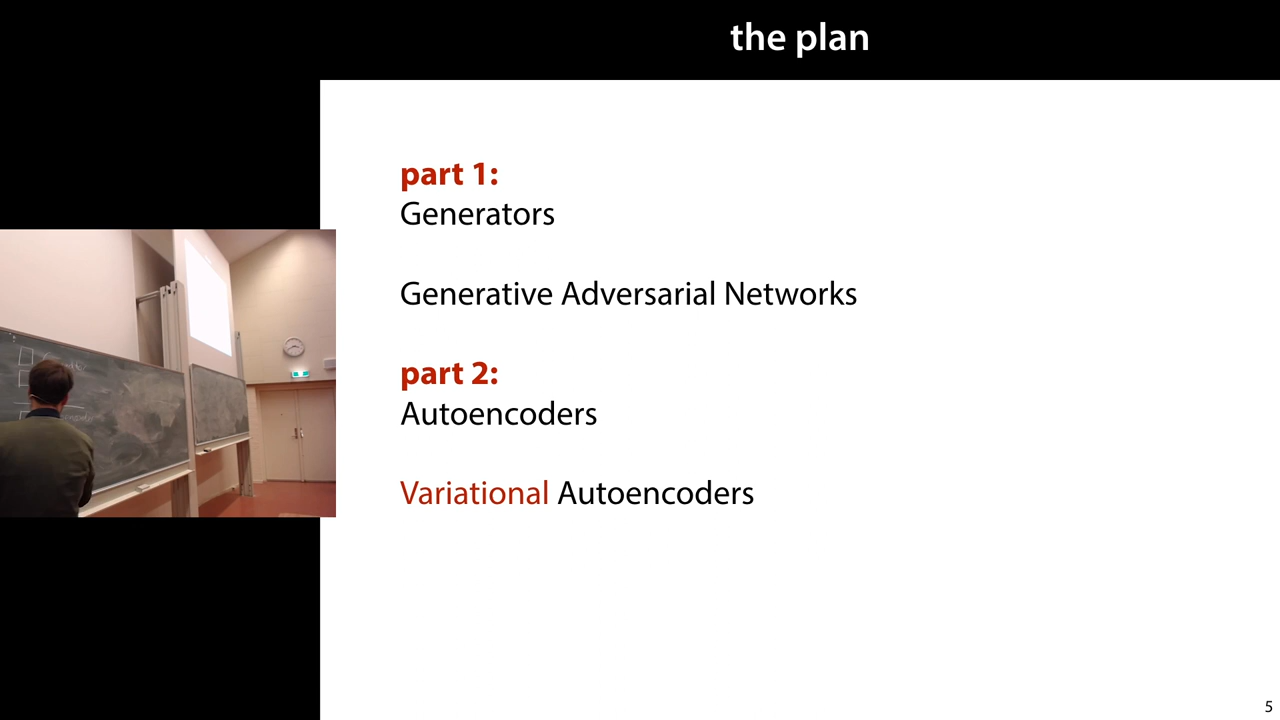 the plan
part 1:
Generators
Generative Adversarial Networks
part 2:
Autoencoders
Variational Autoencoders
5